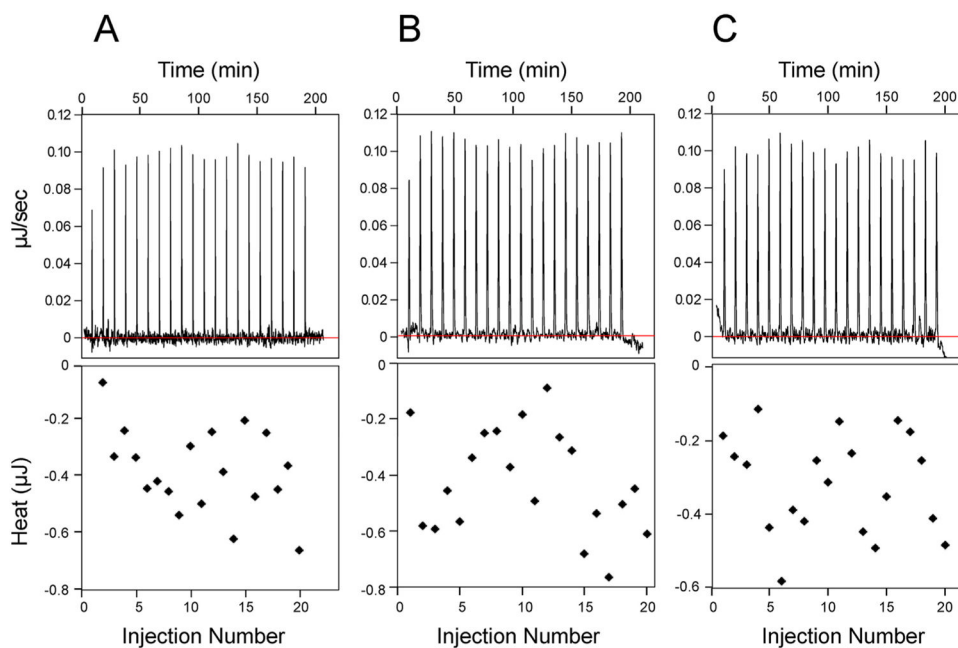 A B C
Time (min) Time (min) Time (min)
0 50 100 150 200 0 50 100 150 200 0 50 100 150 200
0.12 0.12 0.12
0.10 0.10 0.10
0.08 0.08 0.08
µJ/sec
0.06 0.06 0.06
0.04 0.04 0.04
0.02 0.02 0.02
0 0 0
0 0 0
-0.2 -0.2 -0.2
Heat (µJ)
-0.4 -0.4 -0.4
-0.6 -0.6
-0.8 -0.8 -0.6
0 5 10 15 20 0 5 10 15 20 0 5 10 15 20
Injection Number Injection Number Injection Number